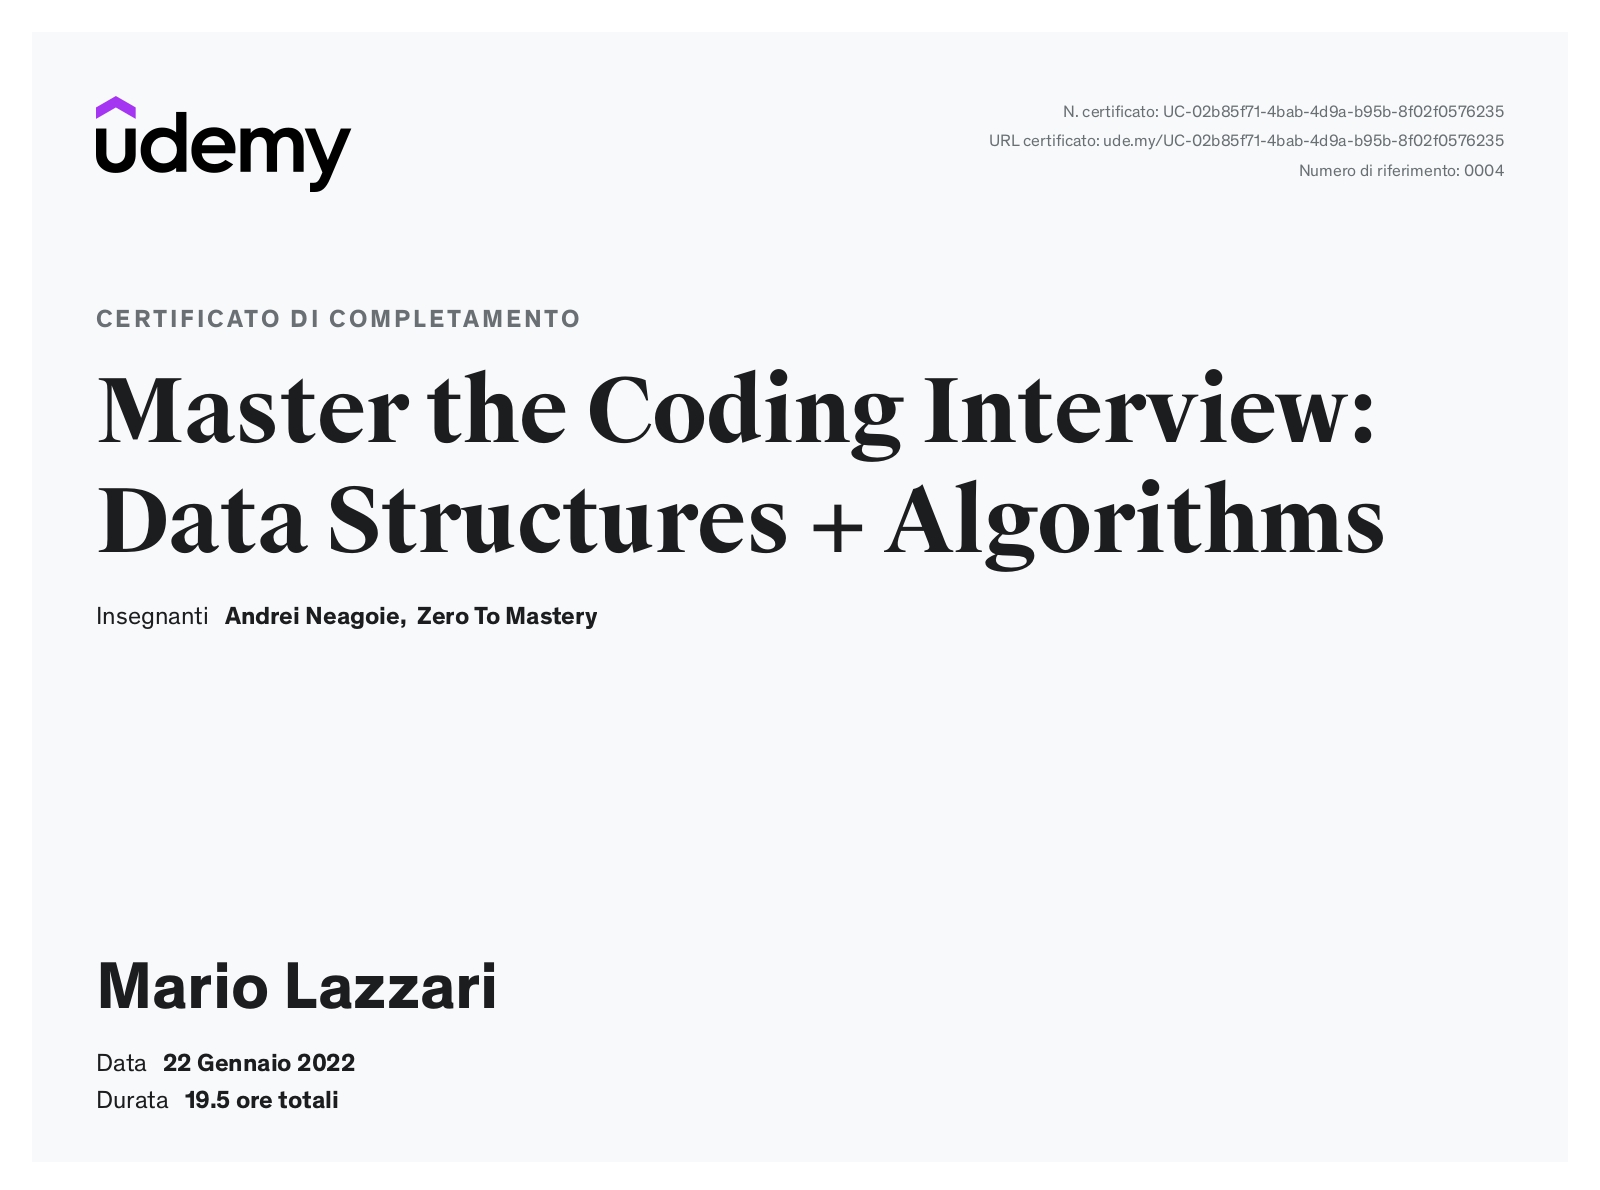 udemy
N. certificato: UC-02b85f71-4bab-4d9a-b95b-8f02f0576235
URL certificato: ude.my/UC-02b85f71-4bab-4d9a-b95b-8f02f0576235
Numero di riferimento: 0004
CERTIFICATO DI COMPLETAMENTO
Master the Coding Interview:
Data Structures + Algorithms
Insegnanti Andrei Neagoie, Zero To Mastery
Mario Lazzari
Data 22 Gennaio 2022
Durata 19.5 ore totali